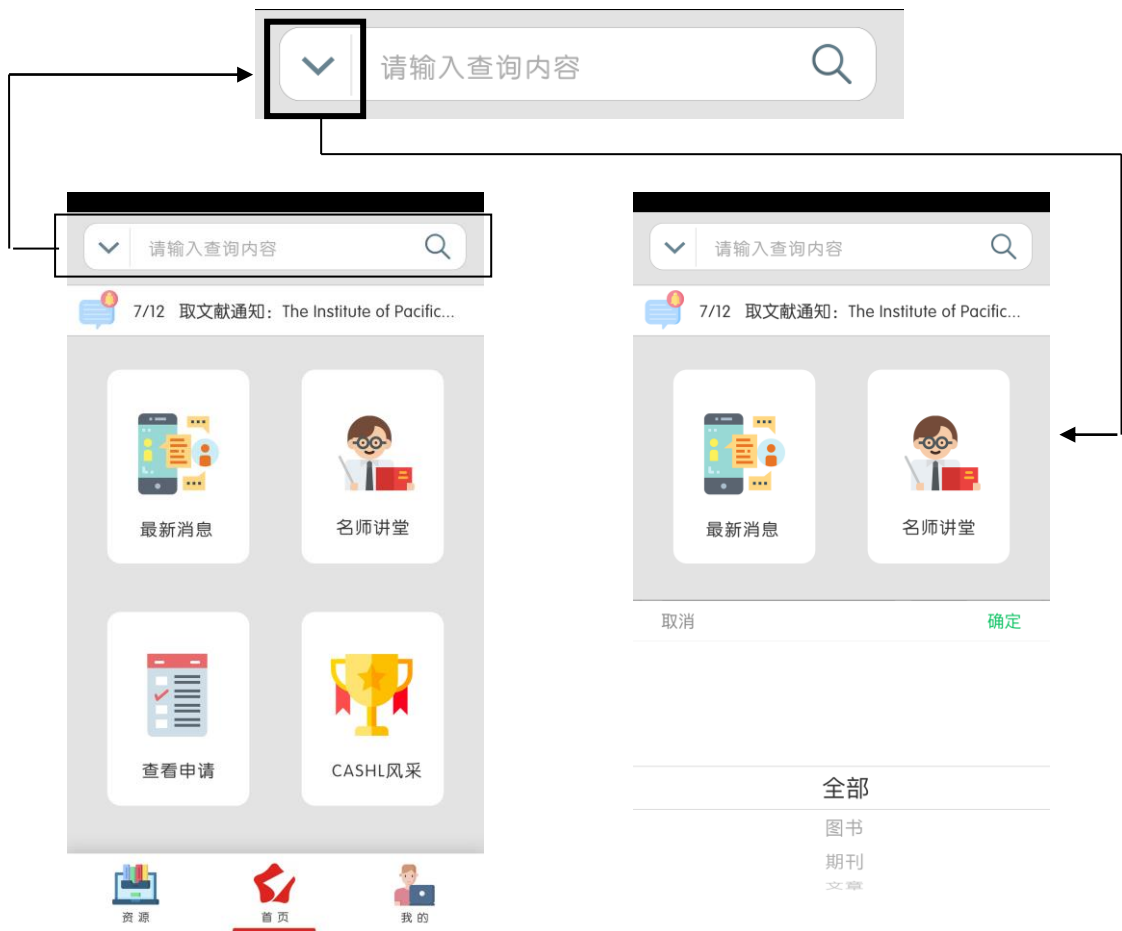 请输入查询内容
请输入查询内容
7/12 取文献通知：The Institute of Pacific...
最新消息
名师讲堂
查看申请
CASHL风采
资源
首页
我的
请输入查询内容
7/12 取文献通知：The Institute of Pacific...
最新消息
名师讲堂
取消
确定
全部
图书
期刊
文章